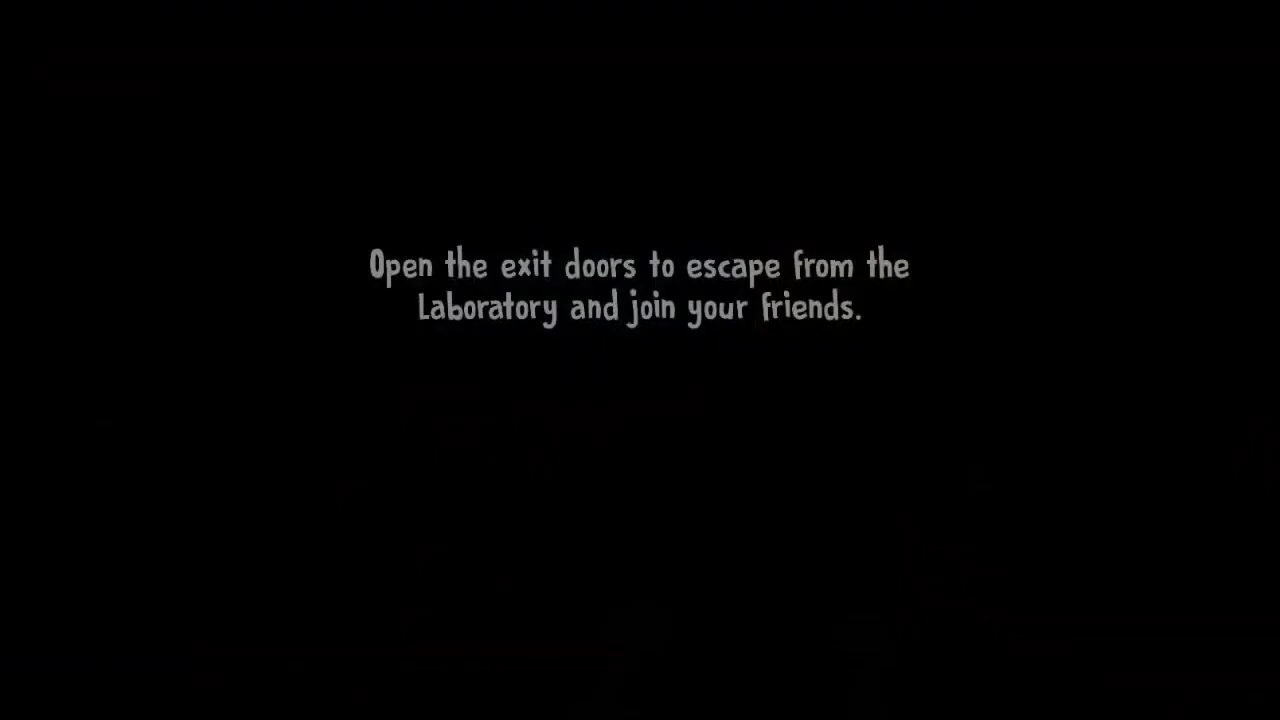 Open the exit doors to escape from the
Laboratory and join your friends.